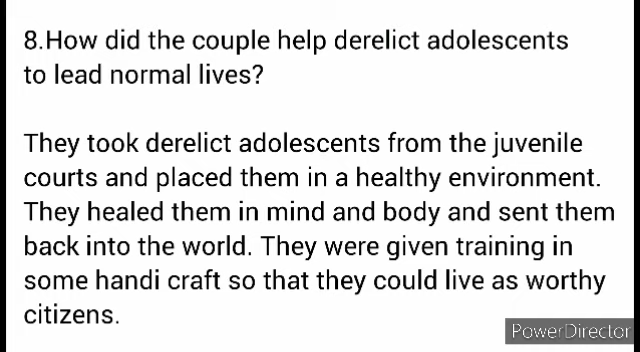 8.How did the couple help derelict adolescents
to lead normal lives?
They took derelict adolescents from the juvenile
courts and placed them in a healthy environment.
They healed them in mind and body and sent them
back into the world. They were given training in
some handi craft so that they could live as worthy
citizens.
PowerDirector